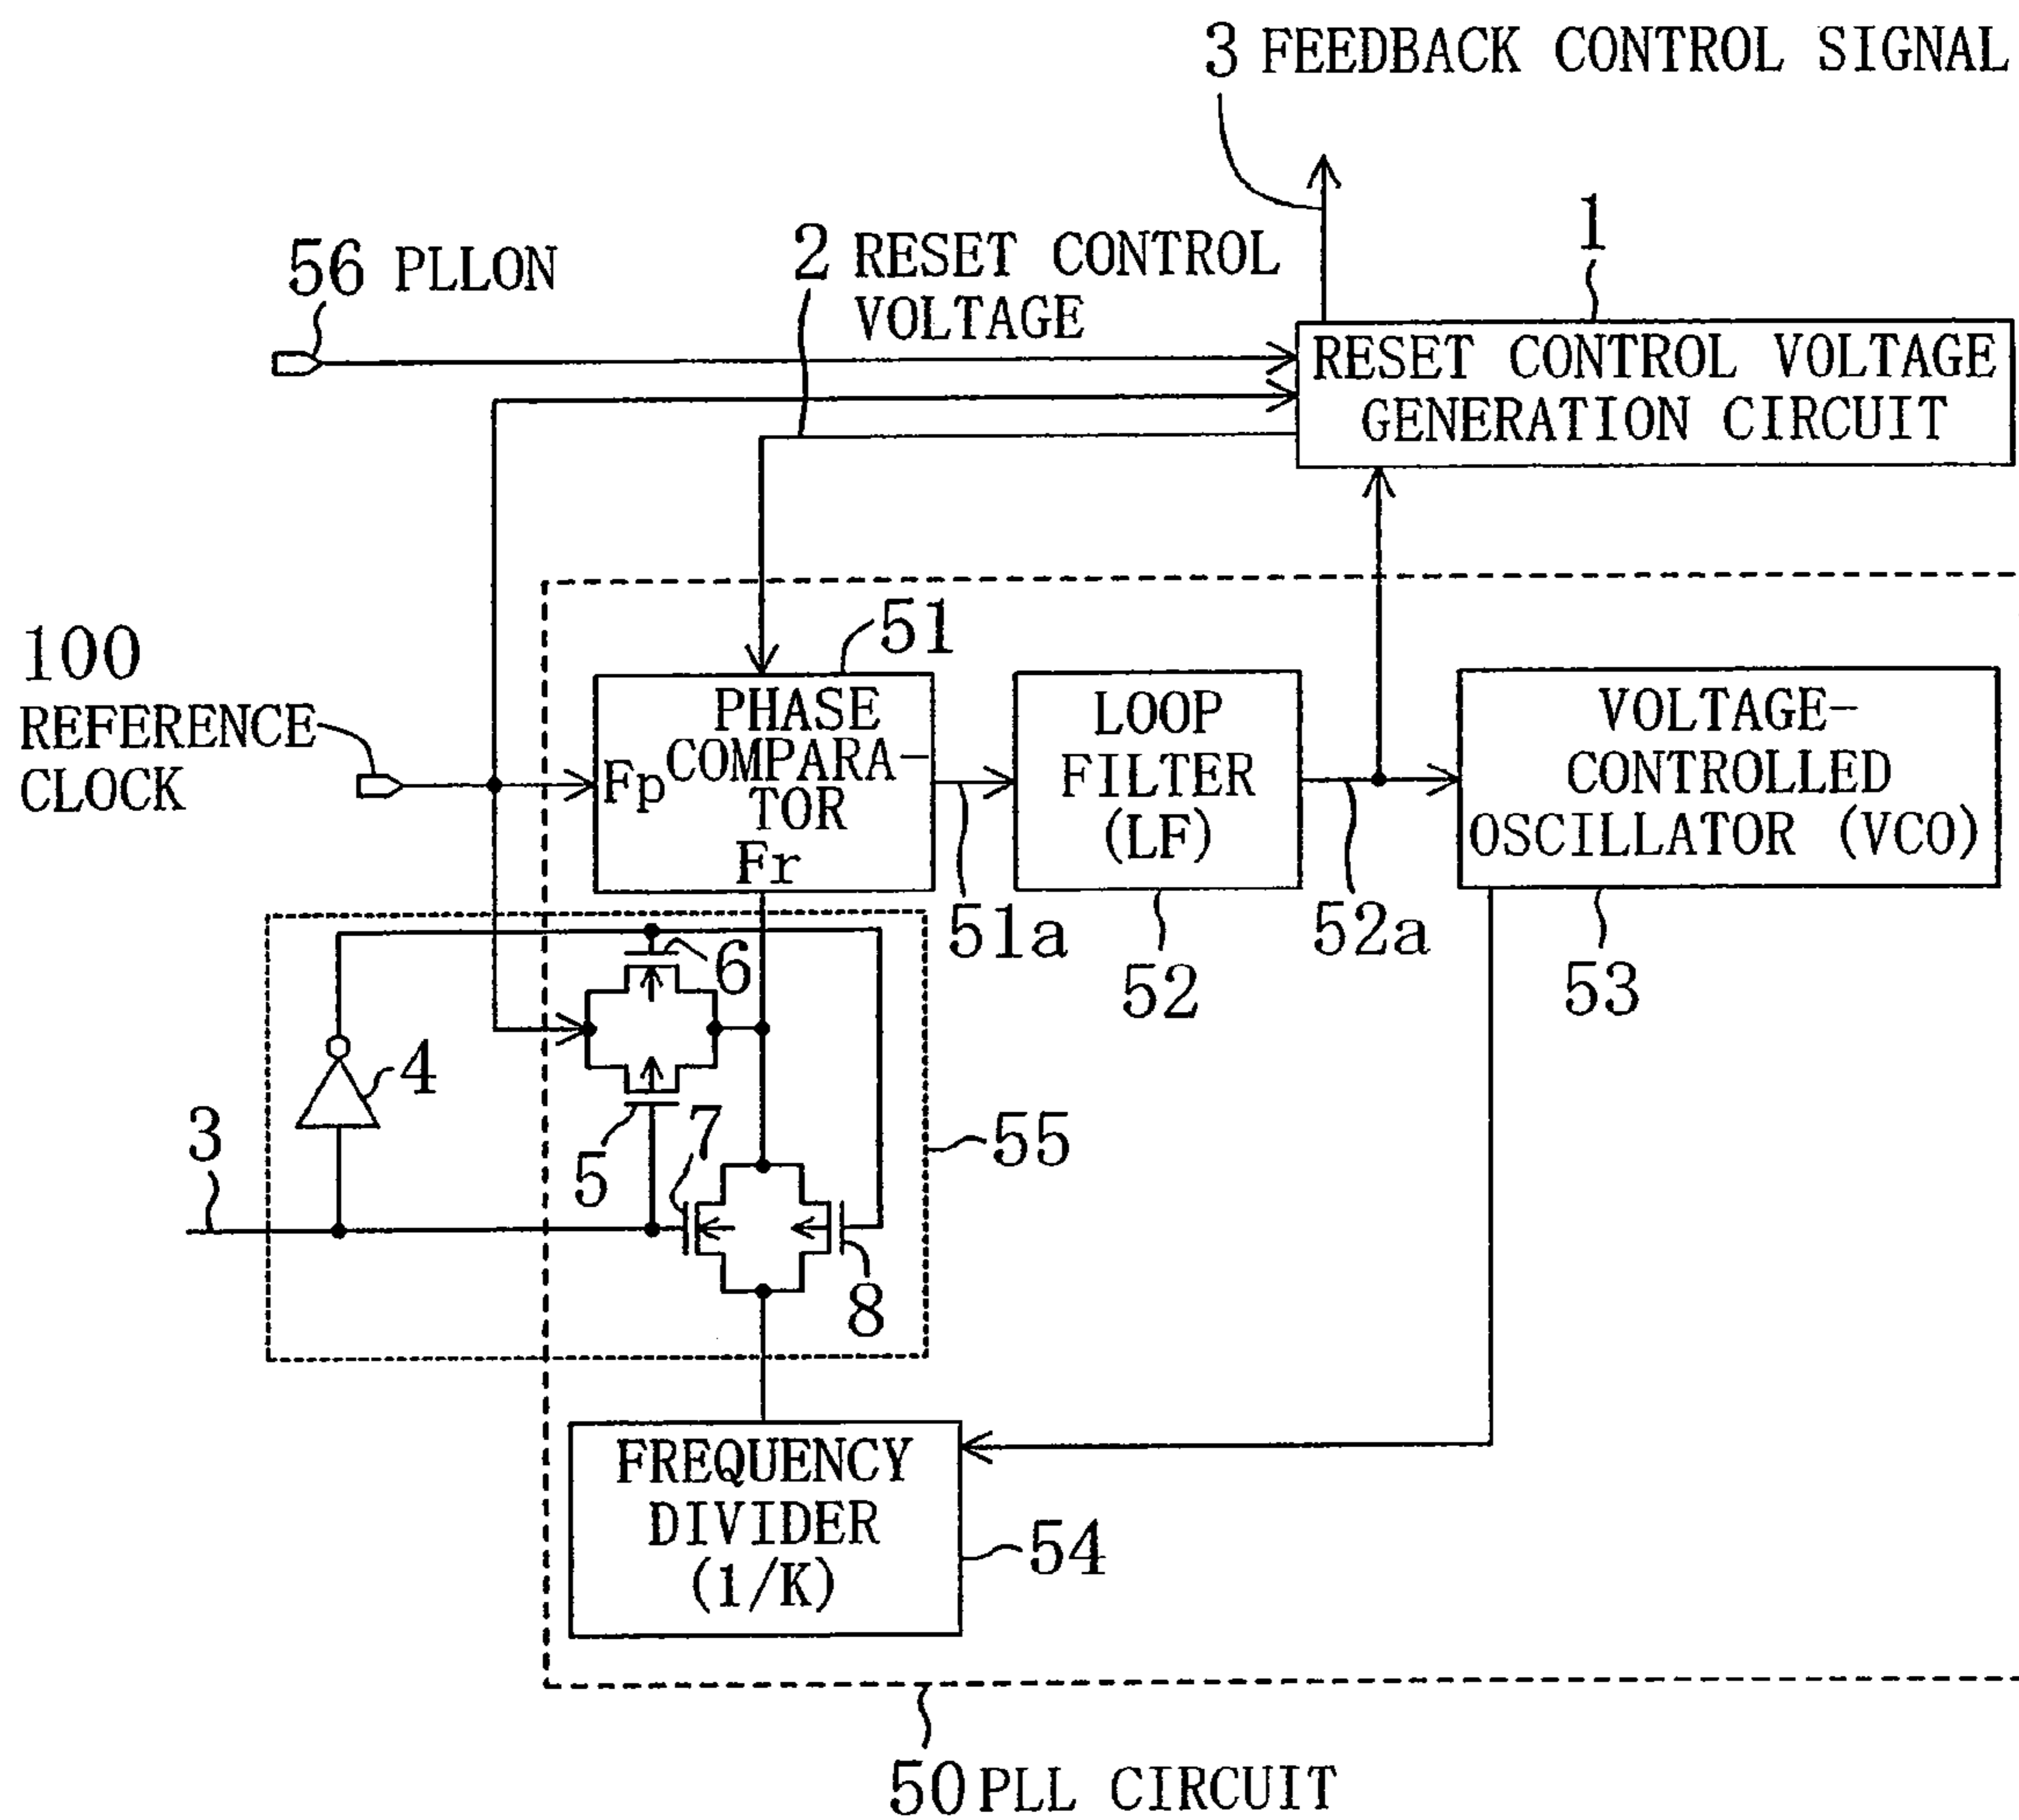 3 FEEDBACK CONTROL SIGNAL
56 PLLON
2 RESET CONTROL
VOLTAGE
1
RESET CONTROL VOLTAGE
GENERATION CIRCUIT
100
REFERENCE
CLOCK
51
PHASE
COMPARA-
TOR
Fp
Fr
LOOP
FILTER
(LF)
VOLTAGE-
CONTROLLED
OSCILLATOR (VCO)
51a
52
52a
53
6
4
5
7
3
8
55
FREQUENCY
DIVIDER
(1/K)
54
50 PLL CIRCUIT